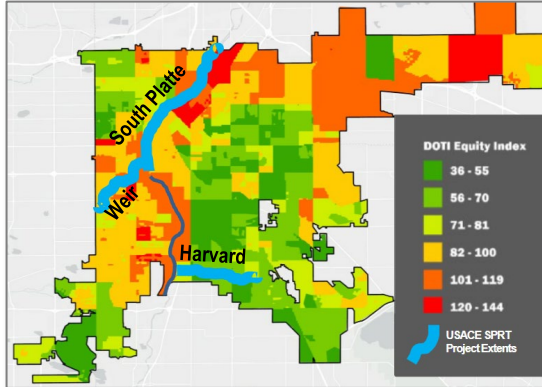 South Platte
Weir
Harvard
DOTI Equity Index
36 - 55
56 - 70
71 - 81
82 - 100
101 - 119
120 - 144
USACE SPRT
Project Extents